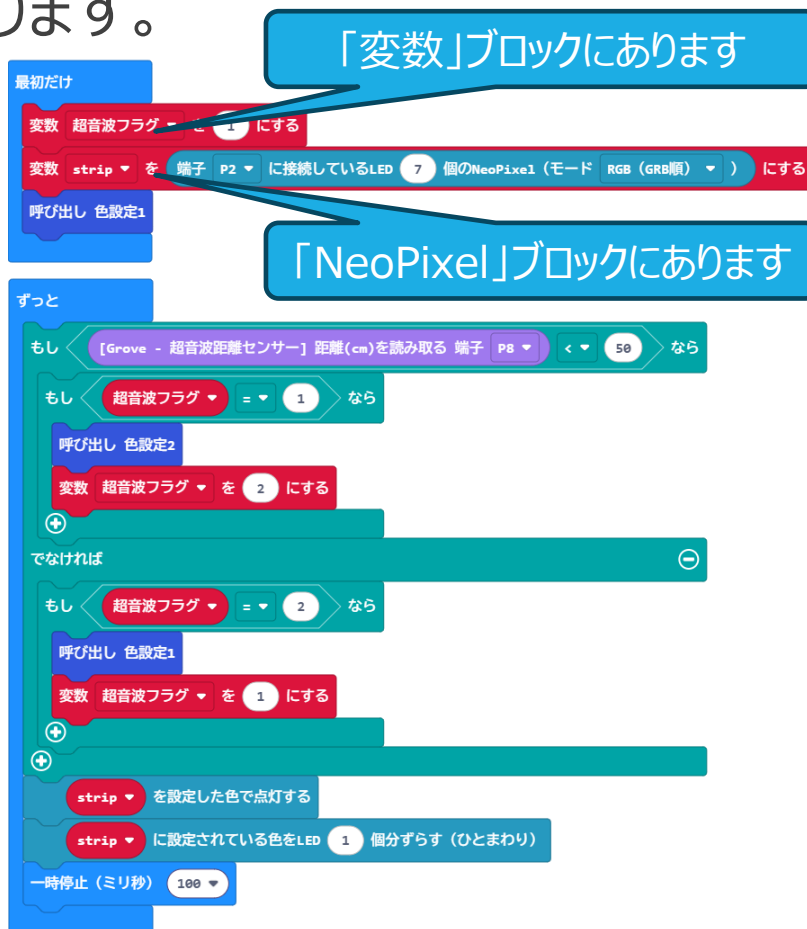 ります。
「変数」ブロックにあります
最初だけ
変数 超音波フラグ を 1 にする
変数 strip を 端子 P2 に接続しているLED 7 個のNeoPixel（モード RGB（GRB順） ） にする
呼び出し 色設定1
「NeoPixel」ブロックにあります
ずっと
もし [Grove - 超音波距離センサー] 距離(cm)を読み取る 端子 P8 < 50 なら
もし 超音波フラグ = 1 なら
呼び出し 色設定2
変数 超音波フラグ を 2 にする
でなければ
もし 超音波フラグ = 2 なら
呼び出し 色設定1
変数 超音波フラグ を 1 にする
strip を設定した色で点灯する
strip に設定されている色をLED 1 個分ずらす（ひとまわり）
一時停止（ミリ秒） 100